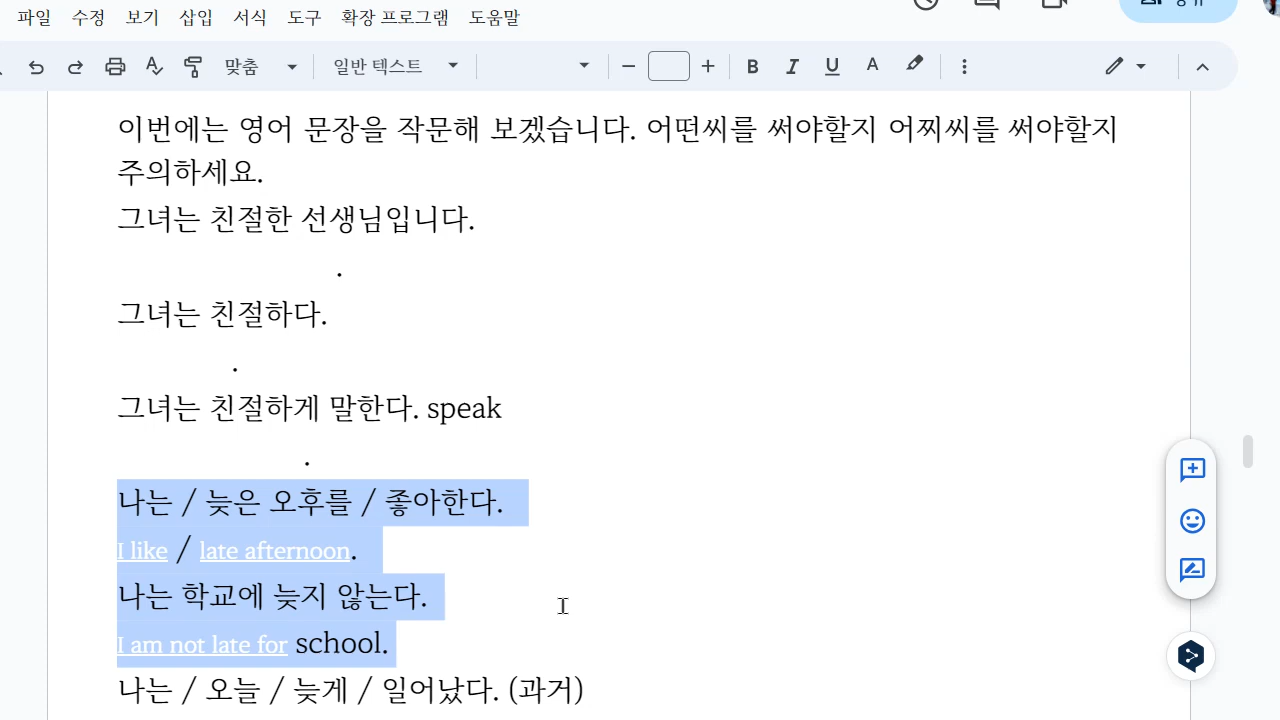 파일 수정 보기 삽입 서식 도구 확장 프로그램 도움말
맞춤 일반 텍스트 B I U A
이번에는 영어 문장을 작문해 보겠습니다. 어떤씨를 써야할지 어찌씨를 써야할지
주의하세요.
그녀는 친절한 선생님입니다.
.
그녀는 친절하다.
.
그녀는 친절하게 말한다. speak
.
나는 / 늦은 오후를 / 좋아한다.
I like / late afternoon.
나는 학교에 늦지 않는다.
I am not late for school.
나는 / 오늘 / 늦게 / 일어났다. (과거)